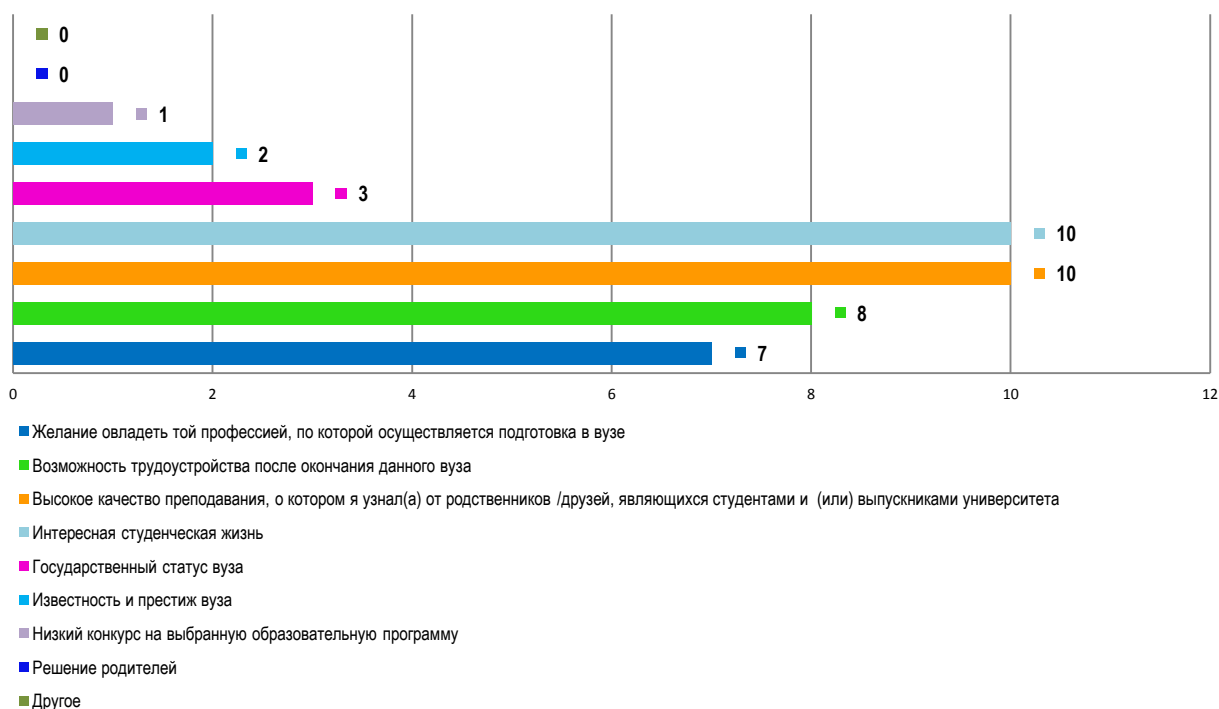 0
0
1
2
3
10
10
8
7
0 2 4 6 8 10 12
Желание овладеть той профессией, по которой осуществляется подготовка в вузе
Возможность трудоустройства после окончания данного вуза
Высокое качество преподавания, о котором я узнал(а) от родственников /друзей, являющихся студентами и (или) выпускниками университета
Интересная студенческая жизнь
Государственный статус вуза
Известность и престиж вуза
Низкий конкурс на выбранную образовательную программу
Решение родителей
Другое